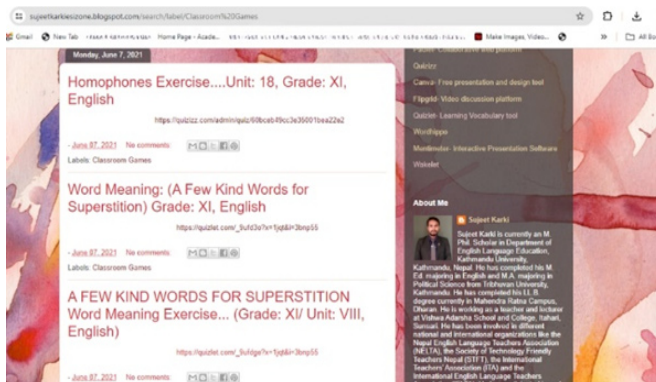 sujeetkarkiesizone.blogspot.com/search/label/Classroom%20Games
Gmail
New Tab
Home Page - Acade...
Make Images, Video...
All Bo
Monday, June 7, 2021
Homophones Exercise....Unit: 18, Grade: XI,
English
- June 07, 2021 No comments:
Labels: Classroom Games
Word Meaning: (A Few Kind Words for
Superstition) Grade: XI, English
- June 07, 2021 No comments:
Labels: Classroom Games
A FEW KIND WORDS FOR SUPERSTITION
Word Meaning Exercise... (Grade: XI/ Unit: VIII,
English)
- June 07, 2021 No comments:
Quizizz
Canva- Free presentation and design tool
Flipgrid- Video discussion platform
Quizlet- Learning Vocabulary tool
Wordhippo
Mentimeter- Interactive Presentation Software
Wakelet
About Me
Sujeet Karki
Sujeet Karki is currently an M.
Phil. Scholar in Department of
English Language Education,
Kathmandu University,
Kathmandu, Nepal. He has completed his M.
Ed. majoring in English and M.A. majoring in
Political Science from Tribhuvan University,
Kathmandu. He has completed his LL.B.
degree currently in Mahendra Ratna Campus,
Dharan. He is working as a teacher and lecturer
at Vishwa Adarsha School and College, Itahari,
Sunsari. He has been involved in different
national and international organizations like the
Nepal English Language Teachers Association
(NELTA), the Society of Technology Friendly
Teachers Nepal (STFT), the International
Teachers' Association (ITA) and the
International English Language Teachers